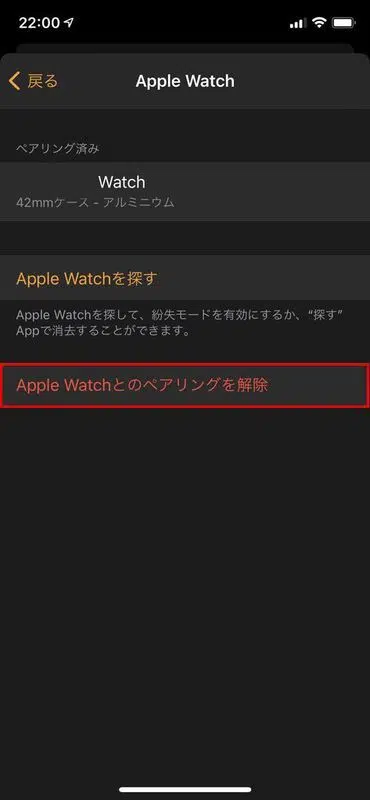 22:00
戻る
Apple Watch
ペアリング済み
Watch
42mmケース - アルミニウム
Apple Watchを探す
Apple Watchを探して、紛失モードを有効にするか、“探す”
Appで消去することができます。
Apple Watchとのペアリングを解除